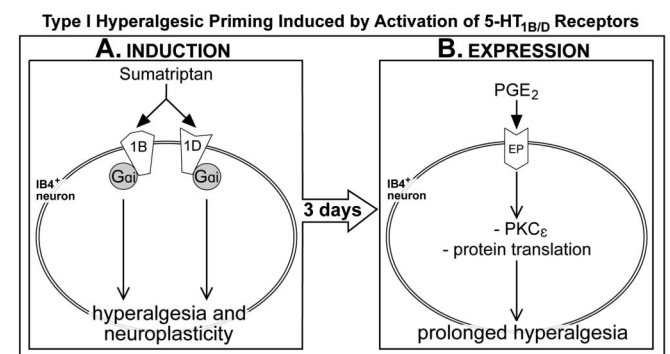 Type I Hyperalgesic Priming Induced by Activation of 5-HT1B/D Receptors
A. INDUCTION
Sumatriptan
1B
1D
Gαi
Gαi
IB4+
neuron
hyperalgesia and
neuroplasticity
3 days
B. EXPRESSION
PGE2
EP
IB4+
neuron
- PKCε
- protein translation
prolonged hyperalgesia